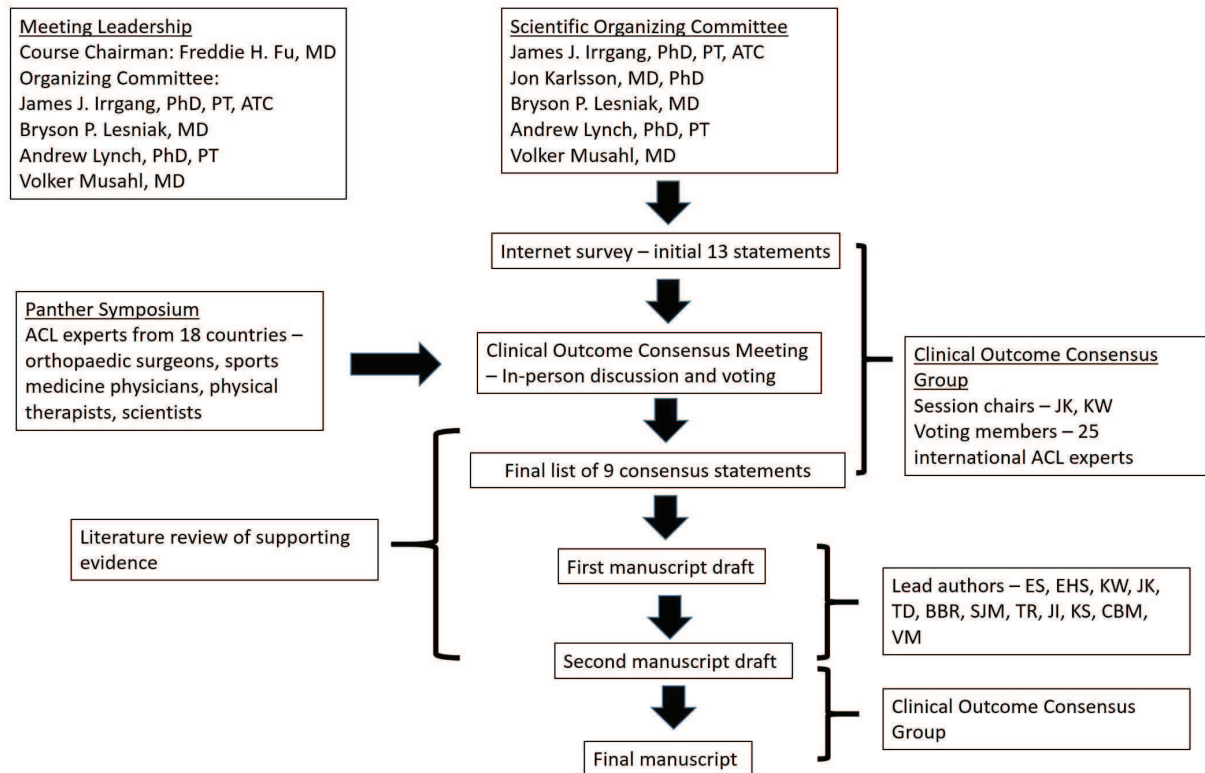 Meeting Leadership
Course Chairman: Freddie H. Fu, MD
Organizing Committee:
James J. Irrgang, PhD, PT, ATC
Bryson P. Lesniak, MD
Andrew Lynch, PhD, PT
Volker Musahl, MD
Scientific Organizing Committee
James J. Irrgang, PhD, PT, ATC
Jon Karlsson, MD, PhD
Bryson P. Lesniak, MD
Andrew Lynch, PhD, PT
Volker Musahl, MD
Internet survey – initial 13 statements
Panther Symposium
ACL experts from 18 countries –
orthopaedic surgeons, sports
medicine physicians, physical
therapists, scientists
Clinical Outcome Consensus Meeting
– In-person discussion and voting
Clinical Outcome Consensus
Group
Session chairs – JK, KW
Voting members – 25
international ACL experts
Final list of 9 consensus statements
Literature review of supporting
evidence
First manuscript draft
Lead authors – ES, EHS, KW, JK,
TD, BBR, SJM, TR, JI, KS, CBM,
VM
Second manuscript draft
Clinical Outcome Consensus
Group
Final manuscript